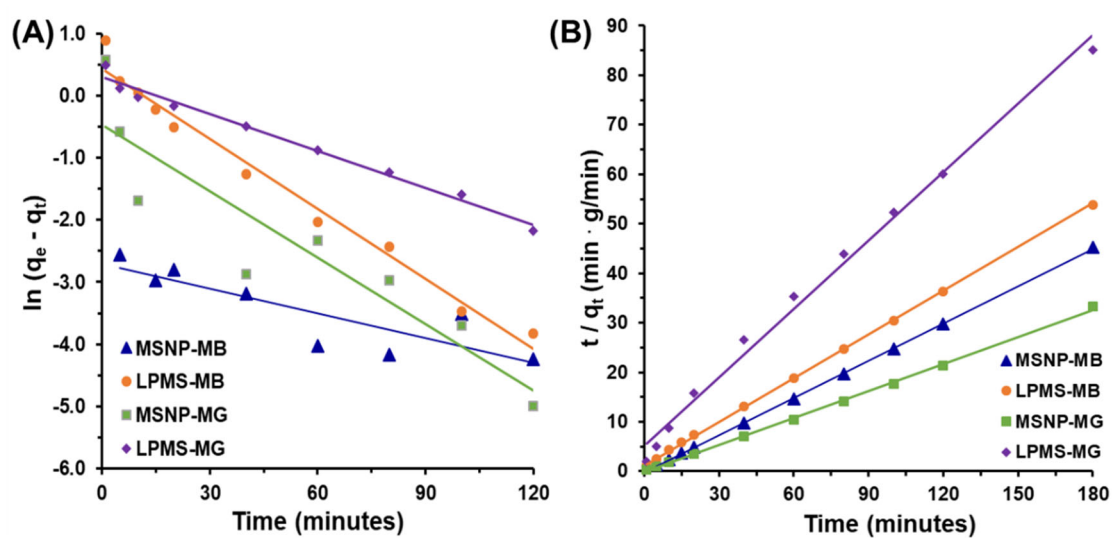 (A)
1.0
0.0
-1.0
-2.0
-3.0
-4.0
-5.0
-6.0
ln (qe - qt)
MSNP-MB
LPMS-MB
MSNP-MG
LPMS-MG
0 30 60 90 120
Time (minutes)
(B)
90
80
70
60
50
40
30
20
10
0
t / qt (min · g/min)
MSNP-MB
LPMS-MB
MSNP-MG
LPMS-MG
0 30 60 90 120 150 180
Time (minutes)